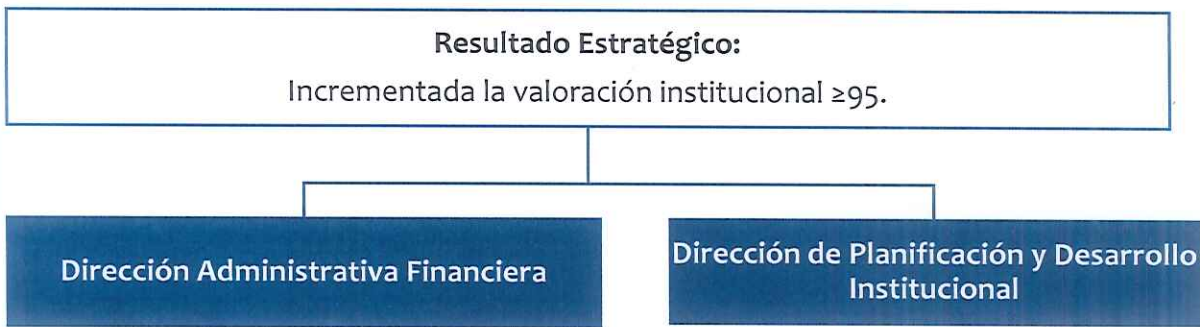 Resultado Estratégico:
Incrementada la valoración institucional ≥95.
Dirección Administrativa Financiera
Dirección de Planificación y Desarrollo
Institucional